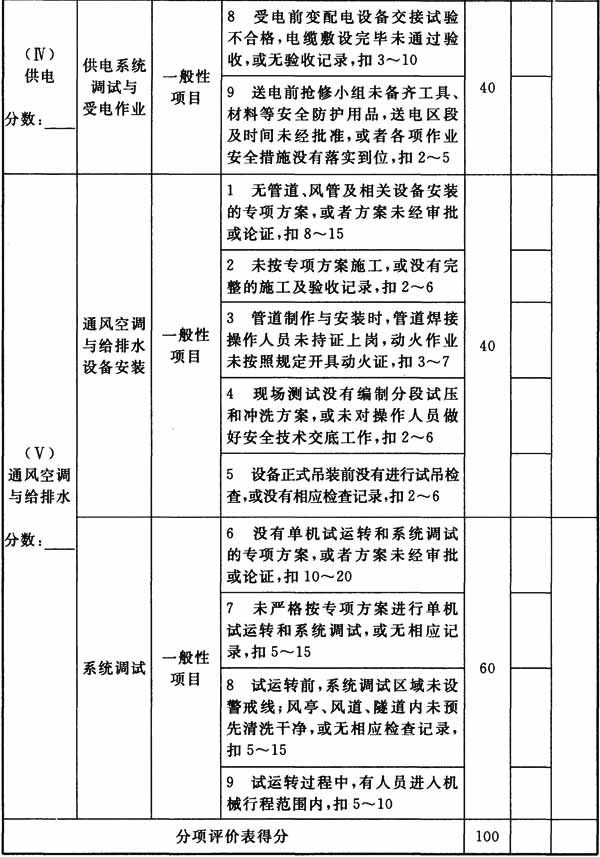 (Ⅳ)
供电
分数:
供电系统
调试与
受电作业
一般性
项目
8 受电前变配电设备交接试验
不合格,电缆敷设完毕未通过验
收,或无验收记录,扣3～10
9 送电前抢修小组未备齐工具、
材料等安全防护用品,送电区段
及时间未经批准,或者各项作业
安全措施没有落实到位,扣2～5
40
(Ⅴ)
通风空调
与给排水
分数:
通风空调
与给排水
设备安装
一般性
项目
1 无管道、风管及相关设备安装
的专项方案,或者方案未经审批
或论证,扣8～15
2 未按专项方案施工,或没有完
整的施工及验收记录,扣2～6
3 管道制作与安装时,管道焊接
操作人员未持证上岗,动火作业
未按照规定开具动火证,扣3～7
4 现场测试没有编制分段试压
和冲洗方案,或未对操作人员做
好安全技术交底工作,扣2～6
5 设备正式吊装前没有进行试吊检
查,或没有相应检查记录,扣2～6
40
系统调试
一般性
项目
6 没有单机试运转和系统调试
的专项方案,或者方案未经审批
或论证,扣10～20
7 未严格按专项方案进行单机
试运转和系统调试,或无相应记
录,扣5～15
8 试运转前,系统调试区域未设
警戒线;风亭、风道、隧道内未预
先清洗干净,或无相应检查记录,
扣5～15
9 试运转过程中,有人员进入机
械行程范围内,扣5～10
60
分项评价表得分
100